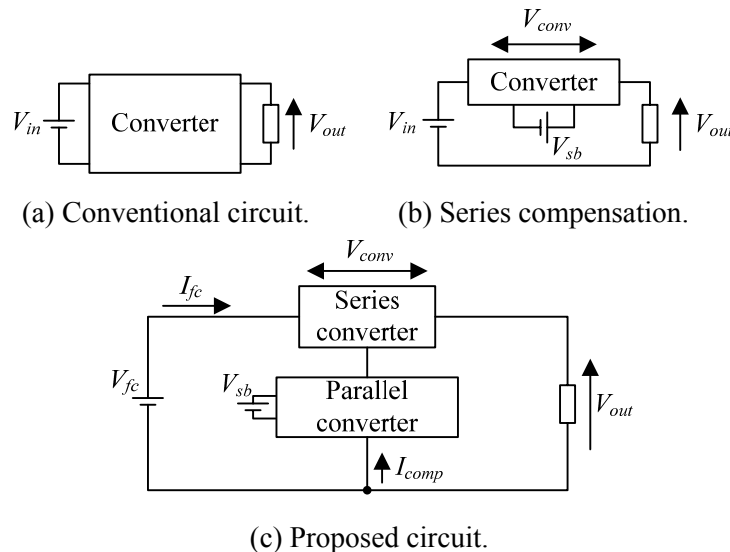 V_conv
Converter
V_in
V_out
(a) Conventional circuit.
V_conv
Converter
V_in
V_sb
V_out
(b) Series compensation.
V_conv
I_fc
Series
converter
V_fc
V_sb
Parallel
converter
V_out
I_comp
(c) Proposed circuit.